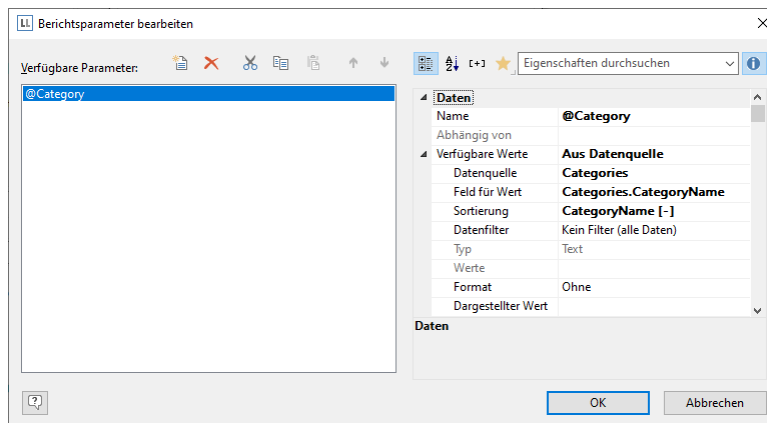 LL Berichtsparameter bearbeiten
Verfügbare Parameter:
Eigenschaften durchsuchen
@Category
Daten
Name @Category
Abhängig von
Verfügbare Werte Aus Datenquelle
Datenquelle Categories
Feld für Wert Categories.CategoryName
Sortierung CategoryName [-]
Datenfilter Kein Filter (alle Daten)
Typ Text
Werte
Format Ohne
Dargestellter Wert
Daten
OK Abbrechen